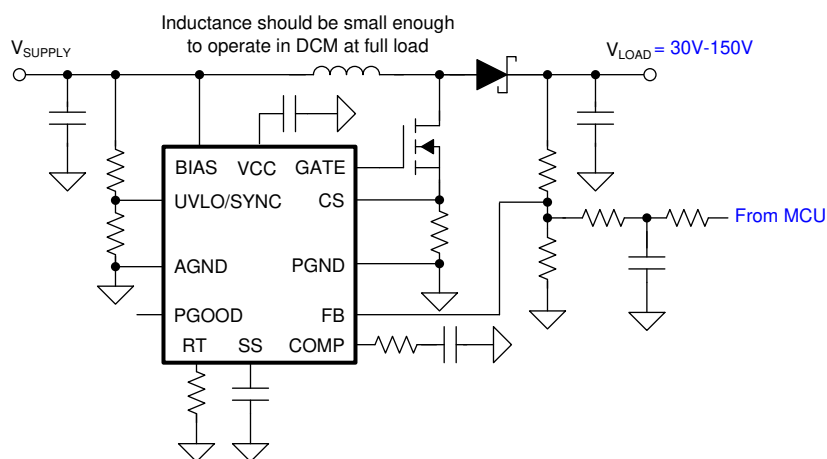 Inductance should be small enough
to operate in DCM at full load
VSUPPLY
VLOAD = 30V-150V
BIAS VCC GATE
UVLO/SYNC CS
AGND PGND
PGOOD FB
RT SS COMP
From MCU